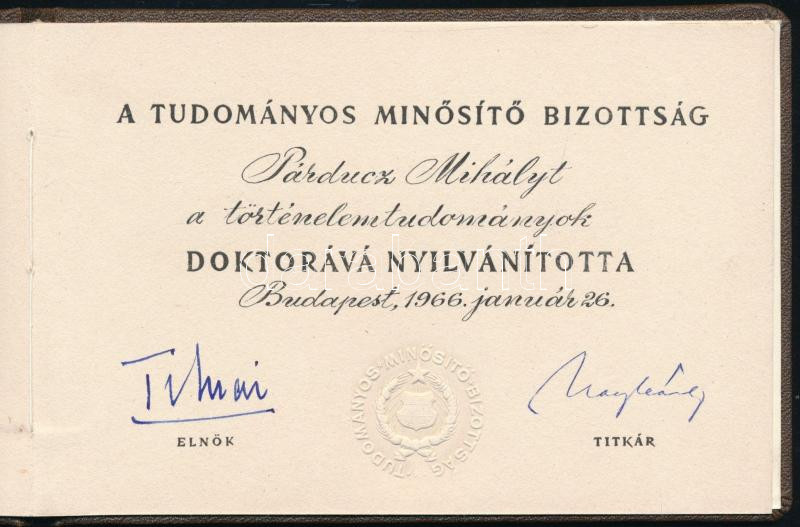 A TUDOMÁNYOS MINŐSÍTŐ BIZOTTSÁG
Párducz Mihályt
a történelemtudományok
DOKTORÁVÁ NYILVÁNÍTOTTA
Budapest, 1966. január 26.
TUDOMÁNYOS·MINŐSÍTŐ·BIZOTTSÁG
ELNÖK
TITKÁR